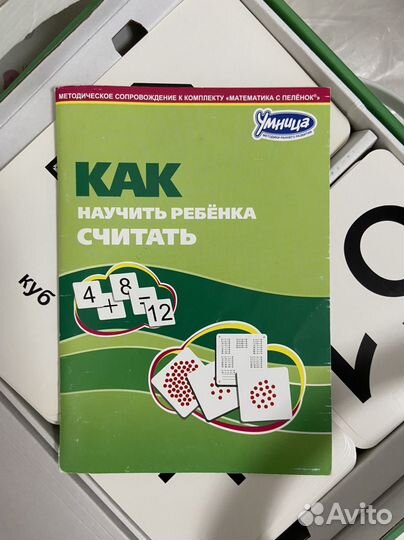 МЕТОДИЧЕСКОЕ СОПРОВОЖДЕНИЕ К КОМПЛЕКТУ «МАТЕМАТИКА С ПЕЛЁНОК®»
Умница
КАК
НАУЧИТЬ РЕБЁНКА
СЧИТАТЬ
куб
4 + 8 = 12
Avito